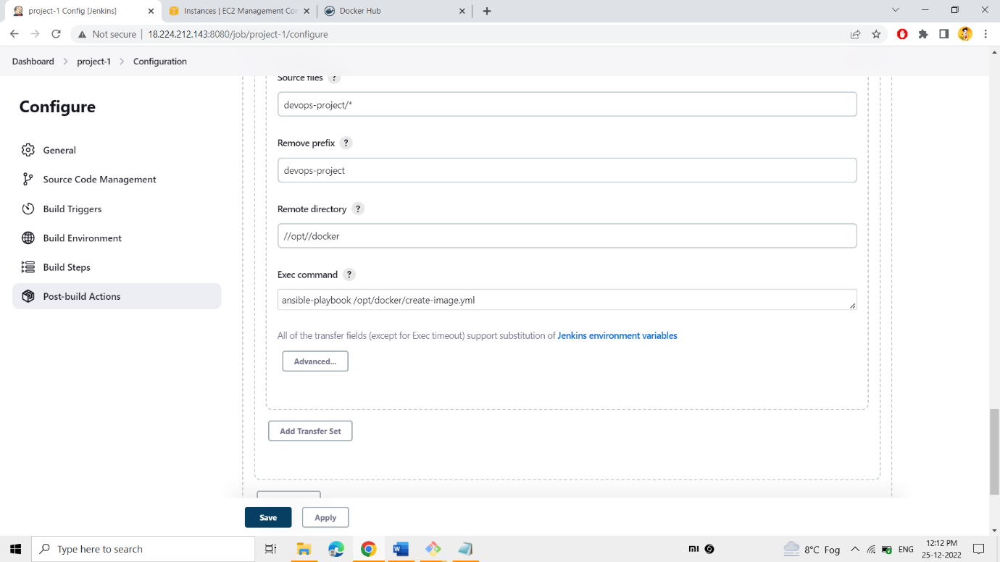 project-1 Config [Jenkins]
Instances | EC2 Management Con
Docker Hub
Not secure
18.224.212.143:8080/job/project-1/configure
Dashboard
project-1
Configuration
Source files ?
devops-project/*
Configure
Remove prefix ?
devops-project
General
Source Code Management
Build Triggers
Build Environment
Build Steps
Post-build Actions
Remote directory ?
//opt//docker
Exec command ?
ansible-playbook /opt/docker/create-image.yml
All of the transfer fields (except for Exec timeout) support substitution of Jenkins environment variables
Advanced...
Add Transfer Set
Save
Apply
Type here to search
8°C Fog
ENG
12:12 PM
25-12-2022